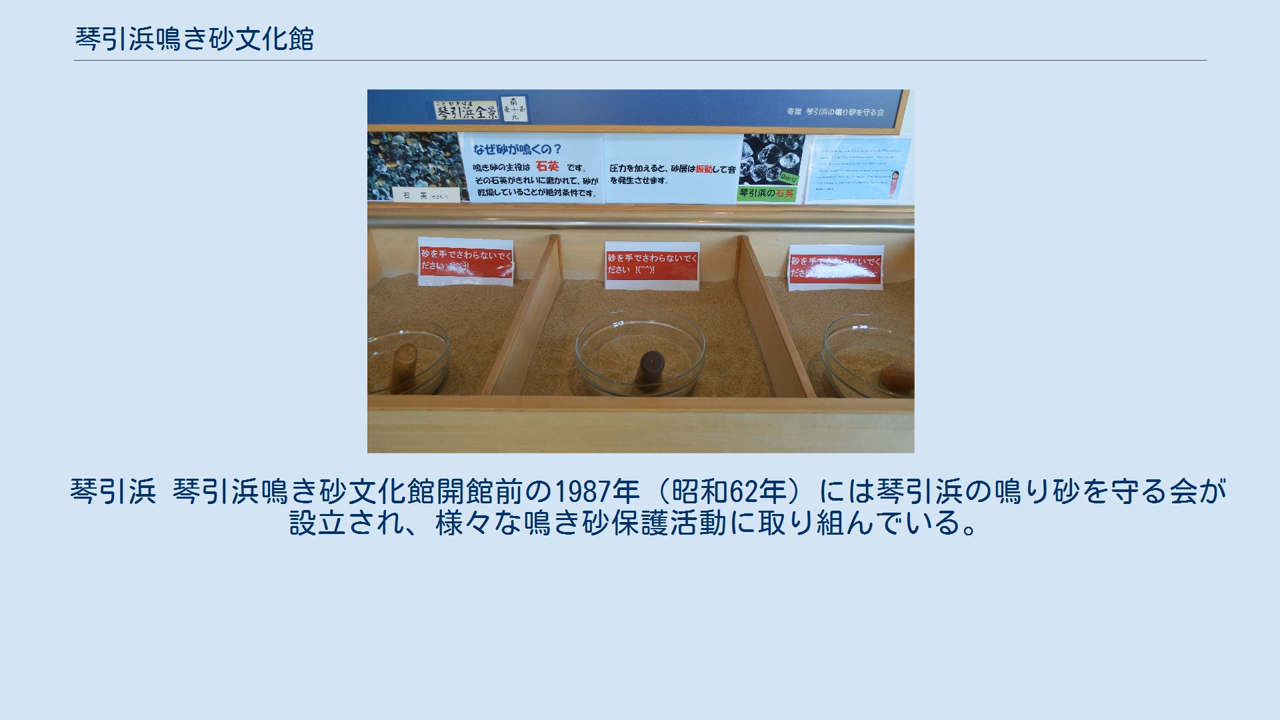 琴引浜鳴き砂文化館
琴引浜全景
南
北
寄贈 琴引浜の鳴り砂を守る会
なぜ砂が鳴くの？
鳴き砂の主役は 石英 です。
その石英がきれいに磨かれて、砂が
乾燥していることが絶対条件です。
圧力を加えると、砂層は振動して音
を発生させます。
石 英
Quartz
琴引浜の石英
砂を手でさわらないでく
ださい !(^^)!
砂を手でさわらないでく
ださい !(^^)!
砂を手でさわらないでく
琴引浜 琴引浜鳴き砂文化館開館前の1987年（昭和62年）には琴引浜の鳴り砂を守る会が
設立され、様々な鳴き砂保護活動に取り組んでいる。